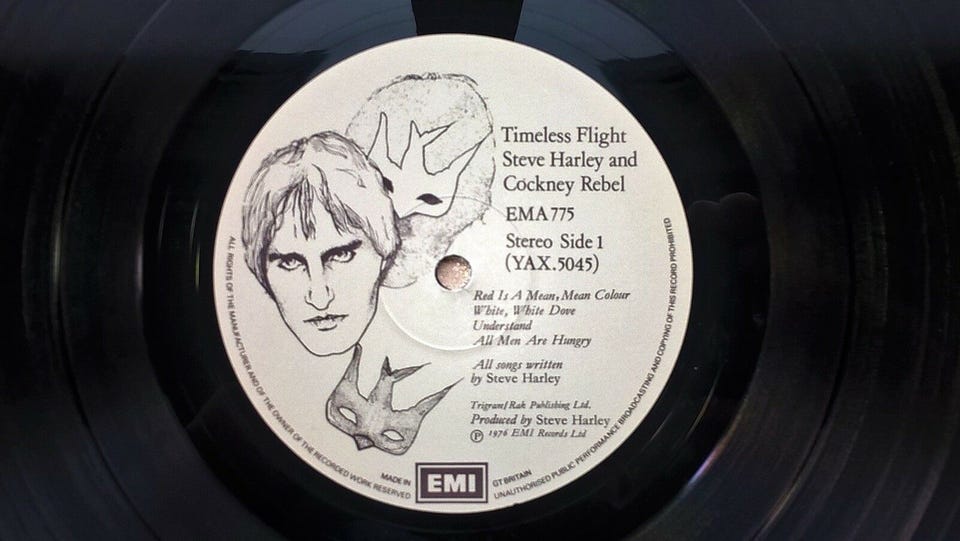 Timeless Flight
Steve Harley and
Cockney Rebel
EMA 775
Stereo Side 1
(YAX.5045)
Red Is A Mean, Mean Colour
White, White Dove
Understand
All Men Are Hungry
All songs written
by Steve Harley
Trigram/Rak Publishing Ltd.
Produced by Steve Harley
Ⓟ 1976 EMI Records Ltd
ALL RIGHTS OF THE MANUFACTURER AND OF THE OWNER OF THE RECORDED WORK RESERVED
MADE IN
EMI
GT BRITAIN
UNAUTHORISED PUBLIC PERFORMANCE BROADCASTING AND COPYING OF THIS RECORD PROHIBITED